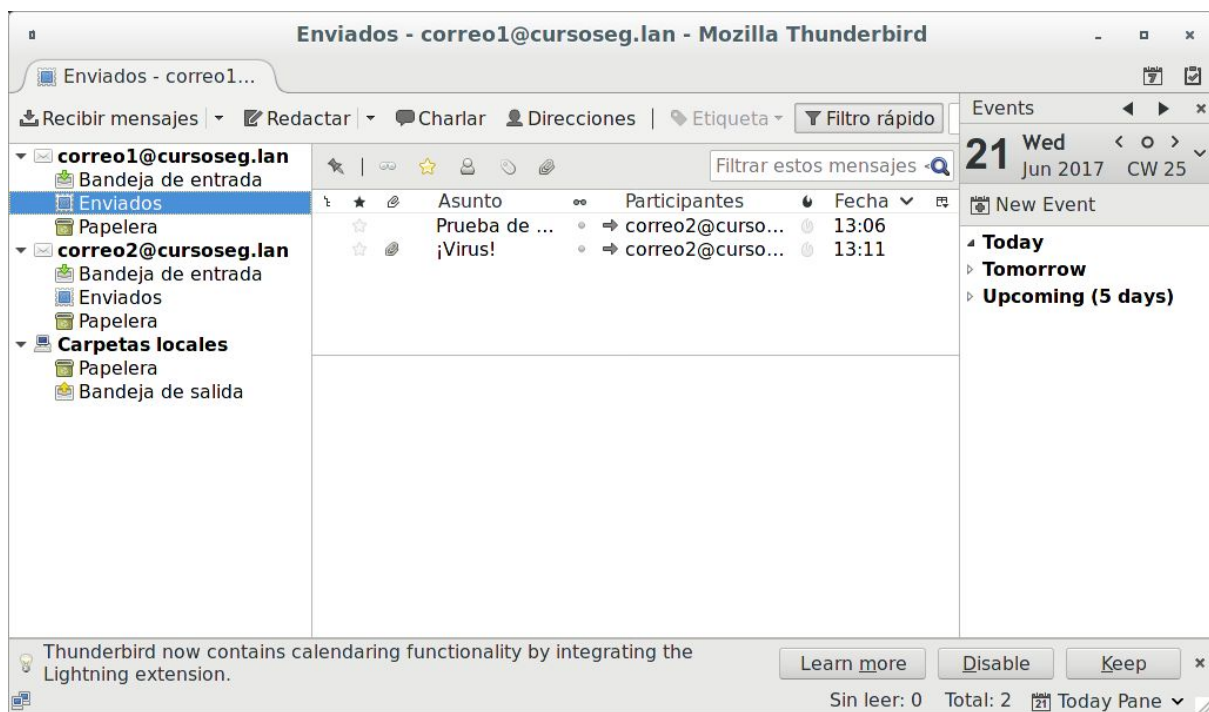 Enviados - correo1@cursoseg.lan - Mozilla Thunderbird
Enviados - correo1...
Recibir mensajes Redactar Charlar Direcciones Etiqueta Filtro rápido
correo1@cursoseg.lan
Bandeja de entrada
Enviados
Papelera
correo2@cursoseg.lan
Bandeja de entrada
Enviados
Papelera
Carpetas locales
Papelera
Bandeja de salida
Filtrar estos mensajes <
Asunto Participantes Fecha
Prueba de ... correo2@curso... 13:06
¡Virus! correo2@curso... 13:11
Events
21 Wed
Jun 2017 CW 25
New Event
Today
Tomorrow
Upcoming (5 days)
Thunderbird now contains calendaring functionality by integrating the
Lightning extension.
Learn more Disable Keep
Sin leer: 0 Total: 2 21 Today Pane